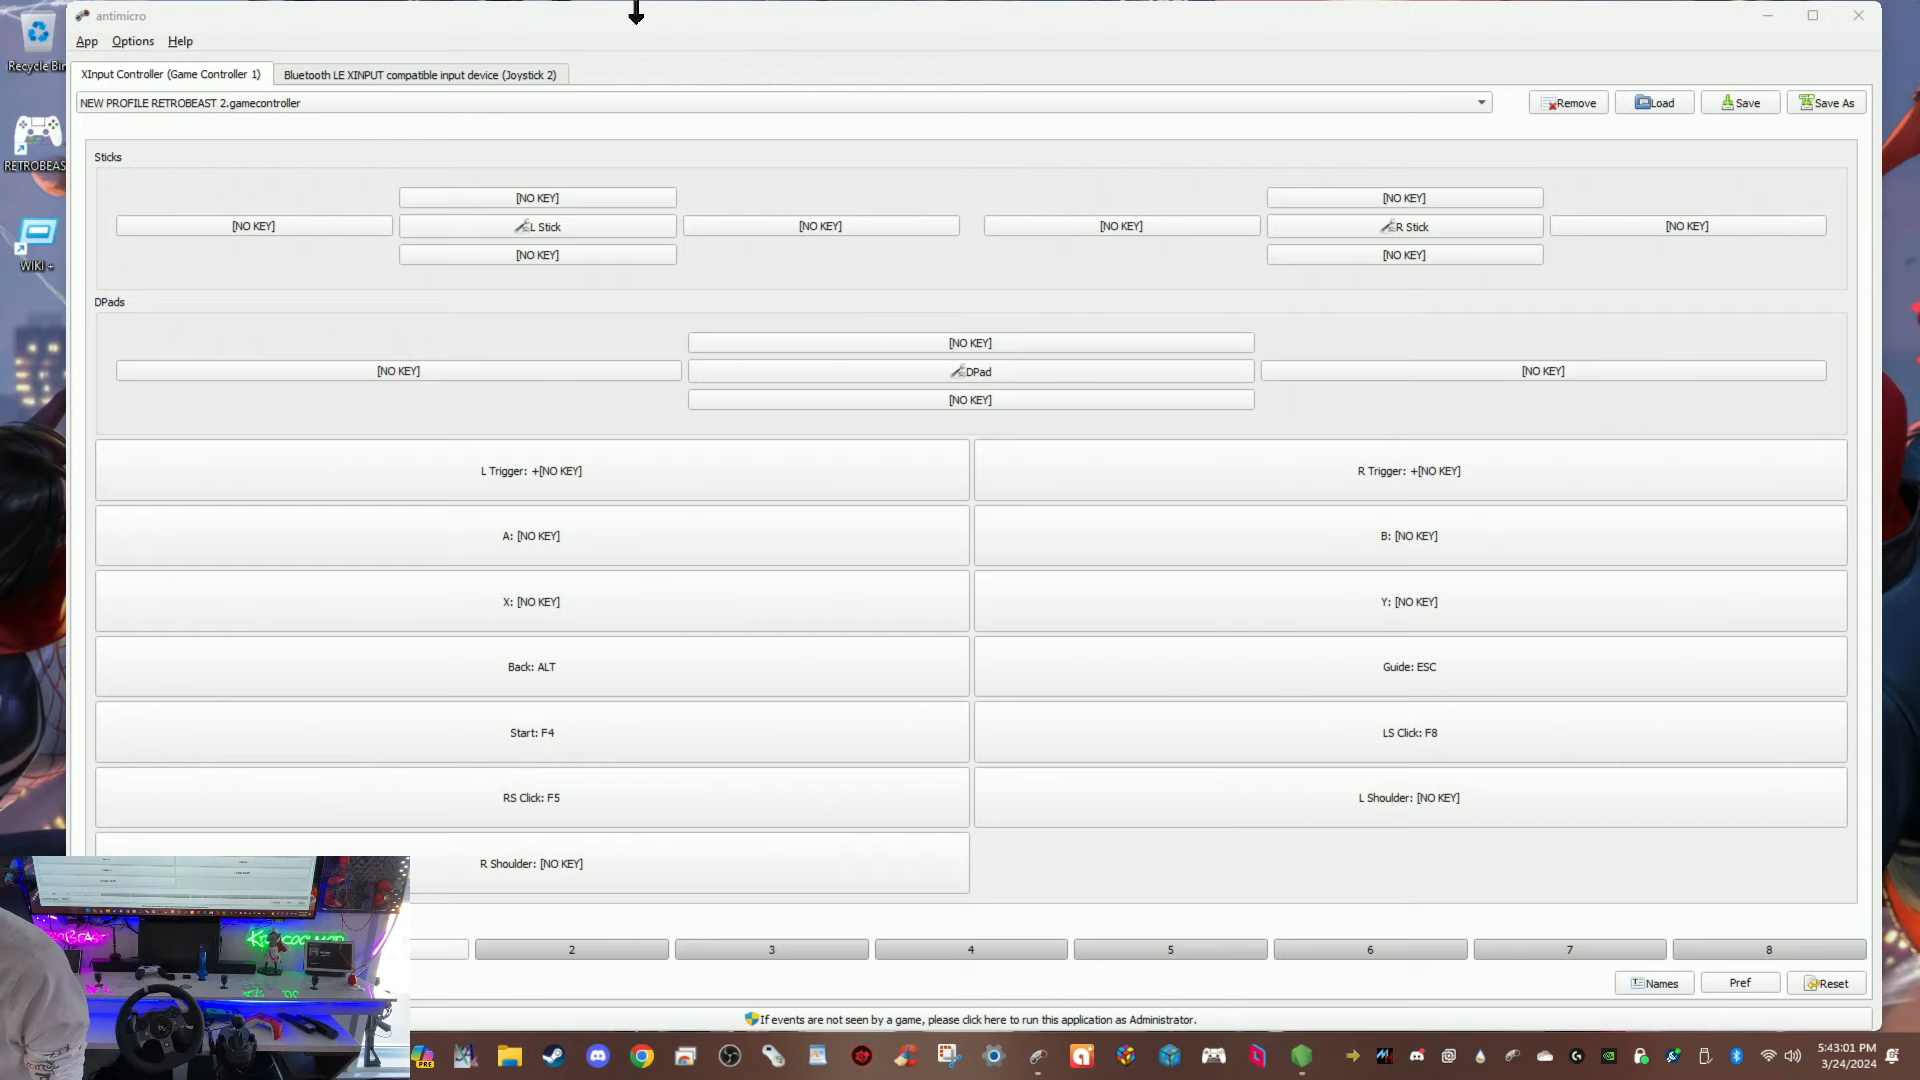 antimicro
App Options Help
Recycle Bin
XInput Controller (Game Controller 1) Bluetooth LE XINPUT compatible input device (Joystick 2)
NEW PROFILE RETROBEAST 2.gamecontroller Remove Load Save Save As
RETROBEAS
Sticks
[NO KEY] [NO KEY]
[NO KEY] L Stick [NO KEY] [NO KEY] R Stick [NO KEY]
[NO KEY] [NO KEY]
WIKI +
DPads
[NO KEY]
[NO KEY] DPad [NO KEY]
[NO KEY]
L Trigger: +[NO KEY] R Trigger: +[NO KEY]
A: [NO KEY] B: [NO KEY]
X: [NO KEY] Y: [NO KEY]
Back: ALT Guide: ESC
Start: F4 LS Click: F8
RS Click: F5 L Shoulder: [NO KEY]
R Shoulder: [NO KEY]
2 3 4 5 6 7 8
Names Pref Reset
If events are not seen by a game, please click here to run this application as Administrator.
PRE
5:43:01 PM
3/24/2024